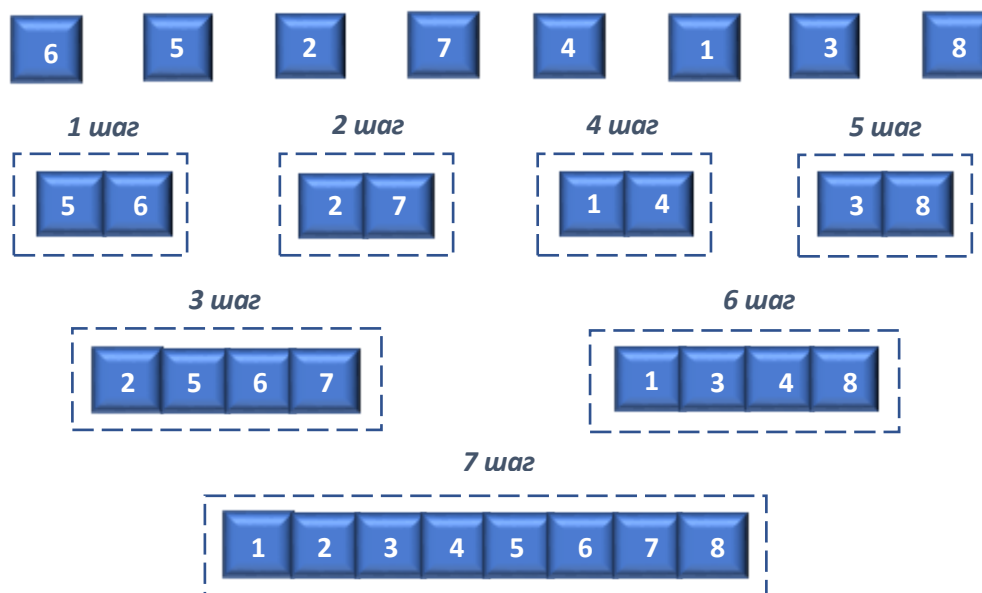 6 5 2 7 4 1 3 8
1 шаг 2 шаг 4 шаг 5 шаг
5 6 2 7 1 4 3 8
3 шаг 6 шаг
2 5 6 7 1 3 4 8
7 шаг
1 2 3 4 5 6 7 8